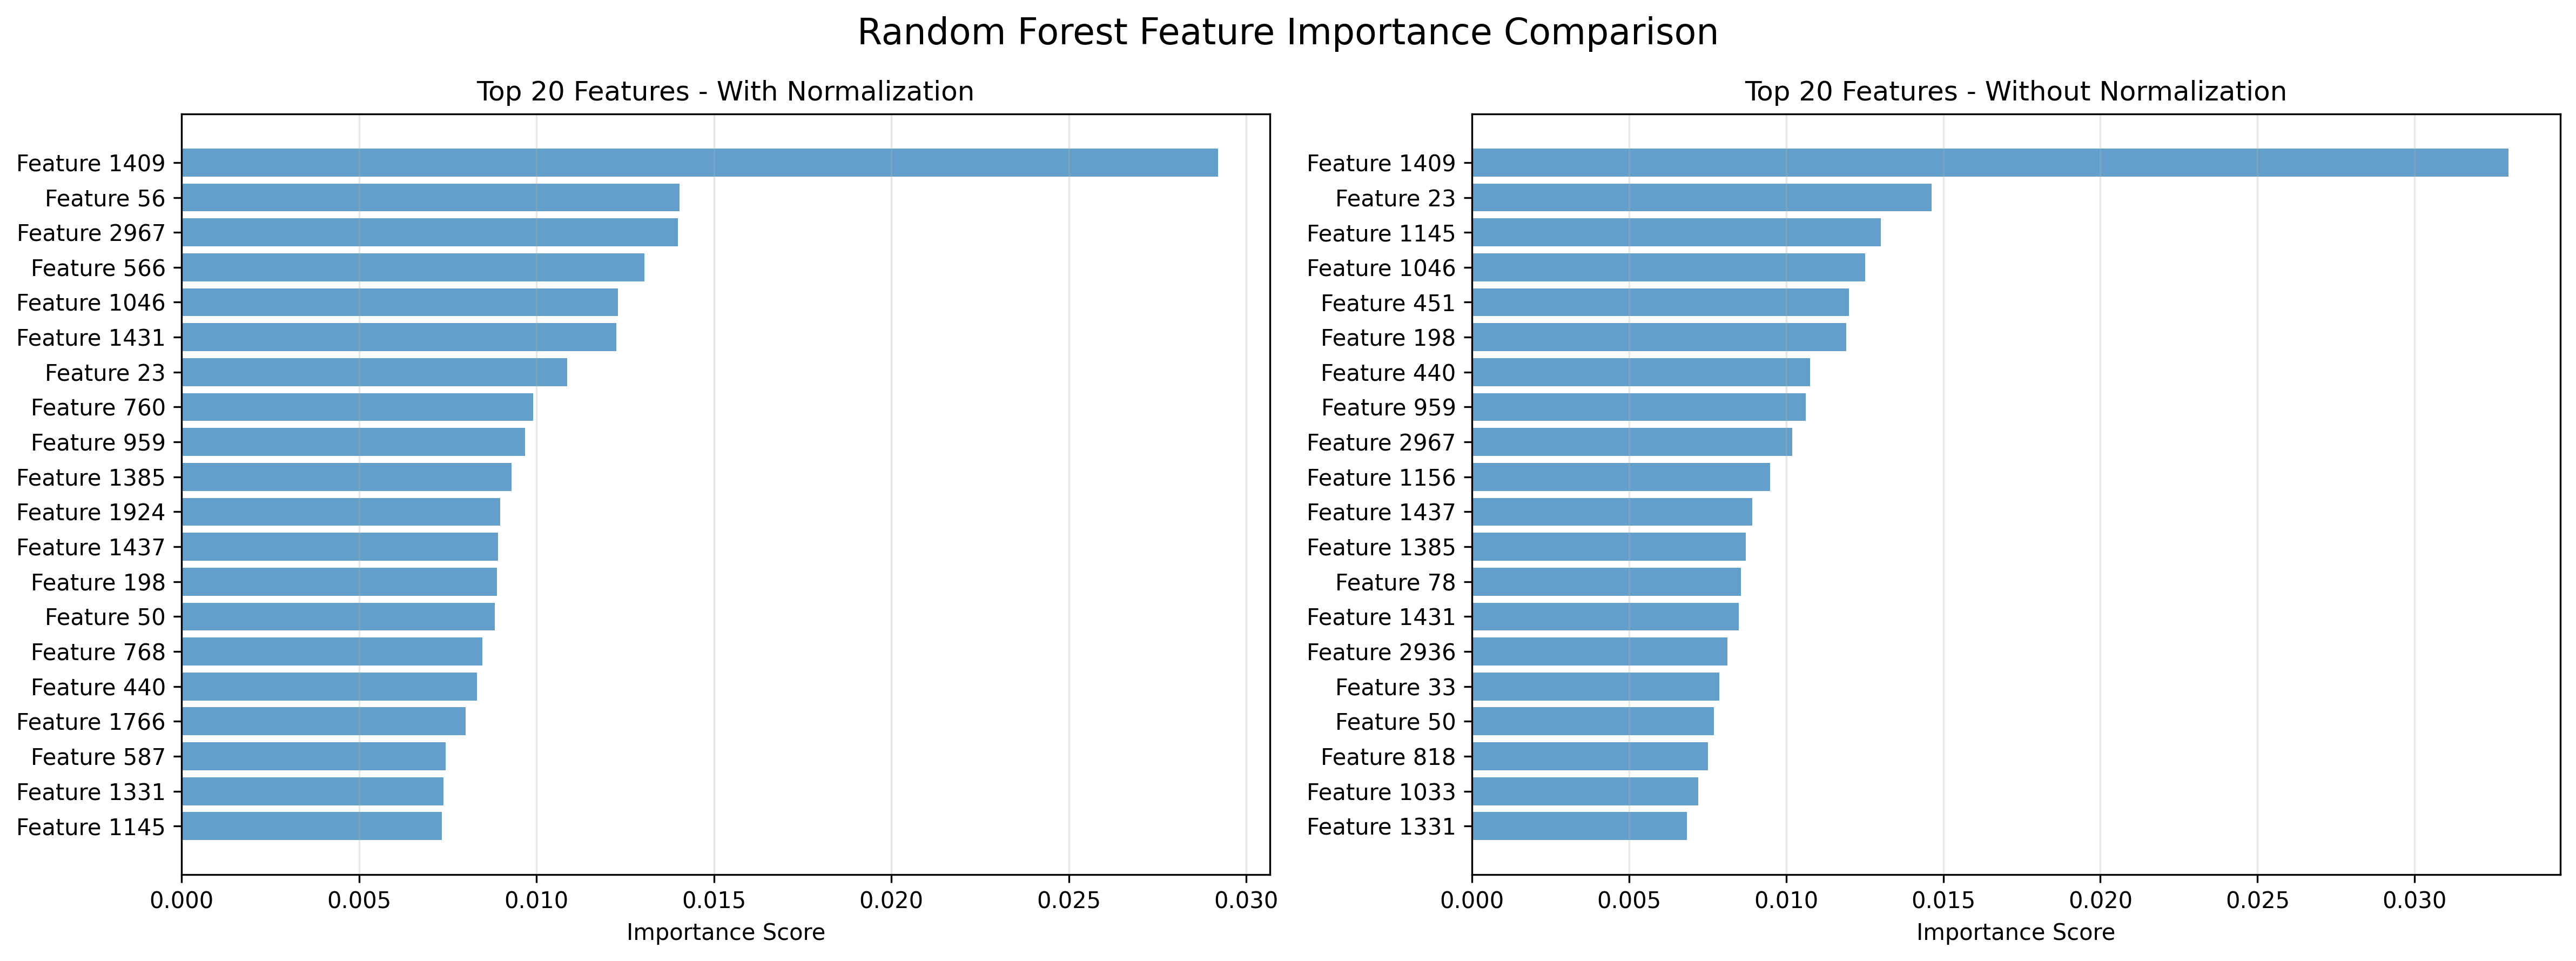 Random Forest Feature Importance Comparison
Top 20 Features - With Normalization
Feature 1409
Feature 56
Feature 2967
Feature 566
Feature 1046
Feature 1431
Feature 23
Feature 760
Feature 959
Feature 1385
Feature 1924
Feature 1437
Feature 198
Feature 50
Feature 768
Feature 440
Feature 1766
Feature 587
Feature 1331
Feature 1145
0.000 0.005 0.010 0.015 0.020 0.025 0.030
Importance Score
Top 20 Features - Without Normalization
Feature 1409
Feature 23
Feature 1145
Feature 1046
Feature 451
Feature 198
Feature 440
Feature 959
Feature 2967
Feature 1156
Feature 1437
Feature 1385
Feature 78
Feature 1431
Feature 2936
Feature 33
Feature 50
Feature 818
Feature 1033
Feature 1331
0.000 0.005 0.010 0.015 0.020 0.025 0.030
Importance Score